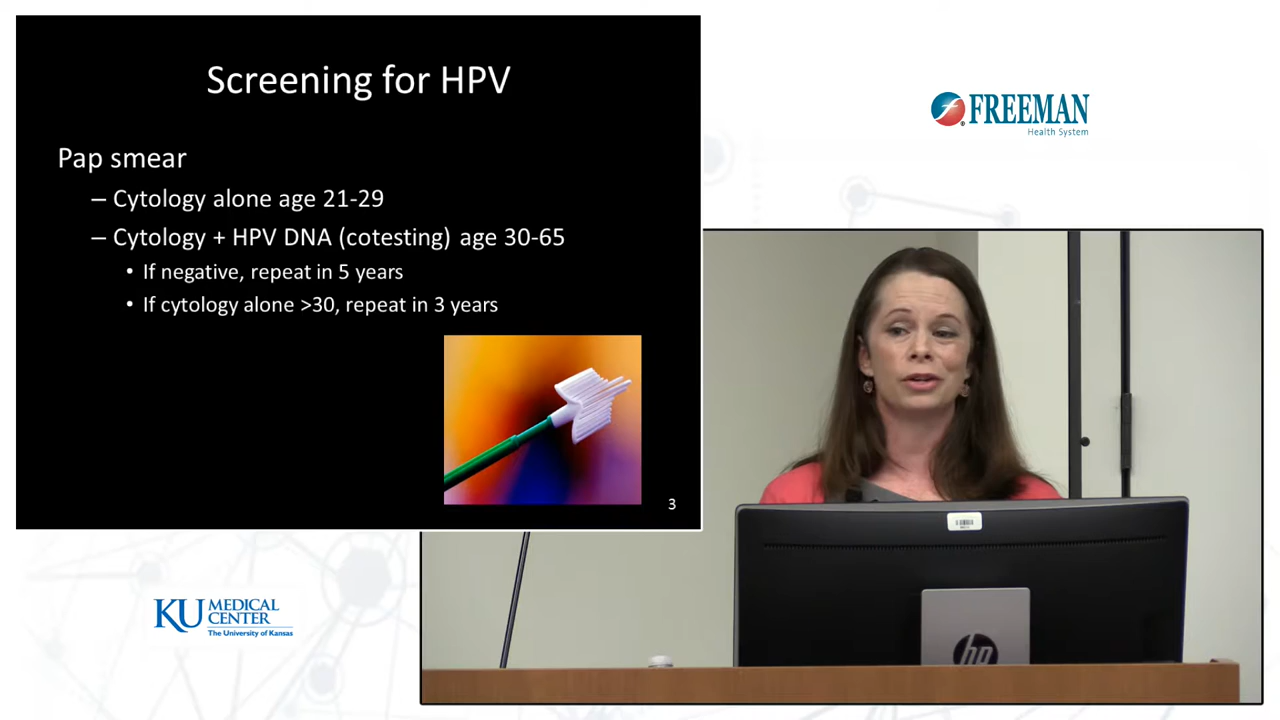 Screening for HPV
Pap smear
– Cytology alone age 21-29
– Cytology + HPV DNA (cotesting) age 30-65
• If negative, repeat in 5 years
• If cytology alone >30, repeat in 3 years
3
FREEMAN
Health System
KU MEDICAL
CENTER
The University of Kansas
hp